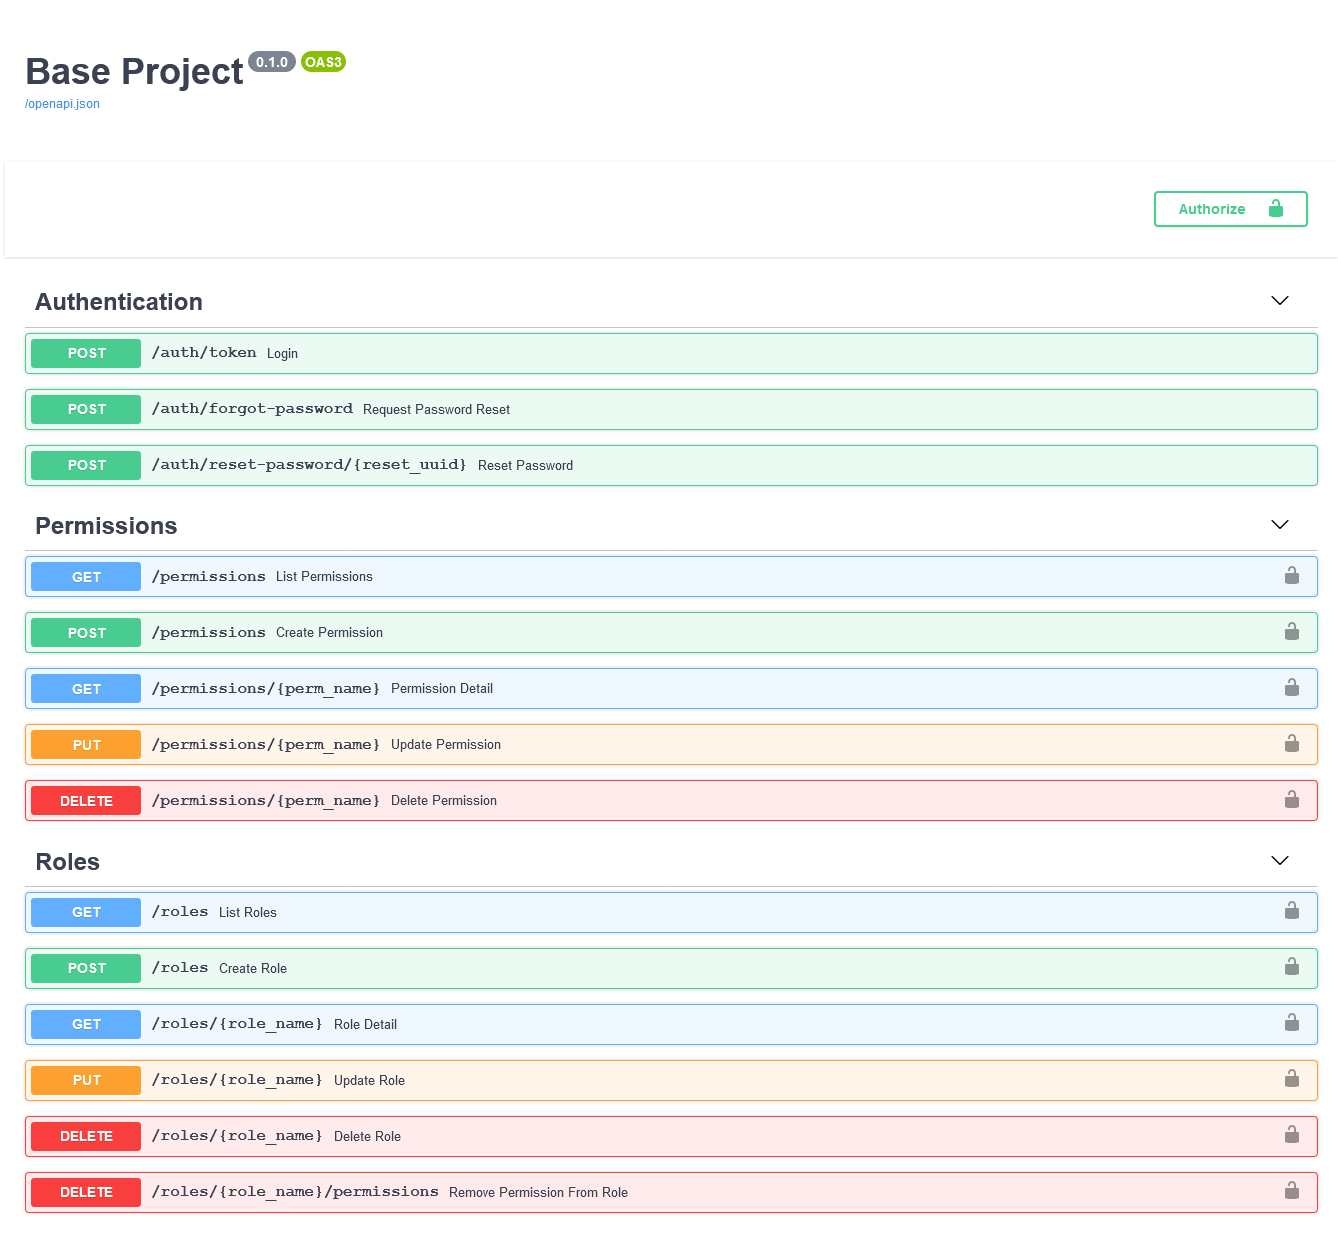 Base Project 0.1.0 OAS3
/openapi.json
Authorize
Authentication
POST /auth/token Login
POST /auth/forgot-password Request Password Reset
POST /auth/reset-password/{reset_uuid} Reset Password
Permissions
GET /permissions List Permissions
POST /permissions Create Permission
GET /permissions/{perm_name} Permission Detail
PUT /permissions/{perm_name} Update Permission
DELETE /permissions/{perm_name} Delete Permission
Roles
GET /roles List Roles
POST /roles Create Role
GET /roles/{role_name} Role Detail
PUT /roles/{role_name} Update Role
DELETE /roles/{role_name} Delete Role
DELETE /roles/{role_name}/permissions Remove Permission From Role